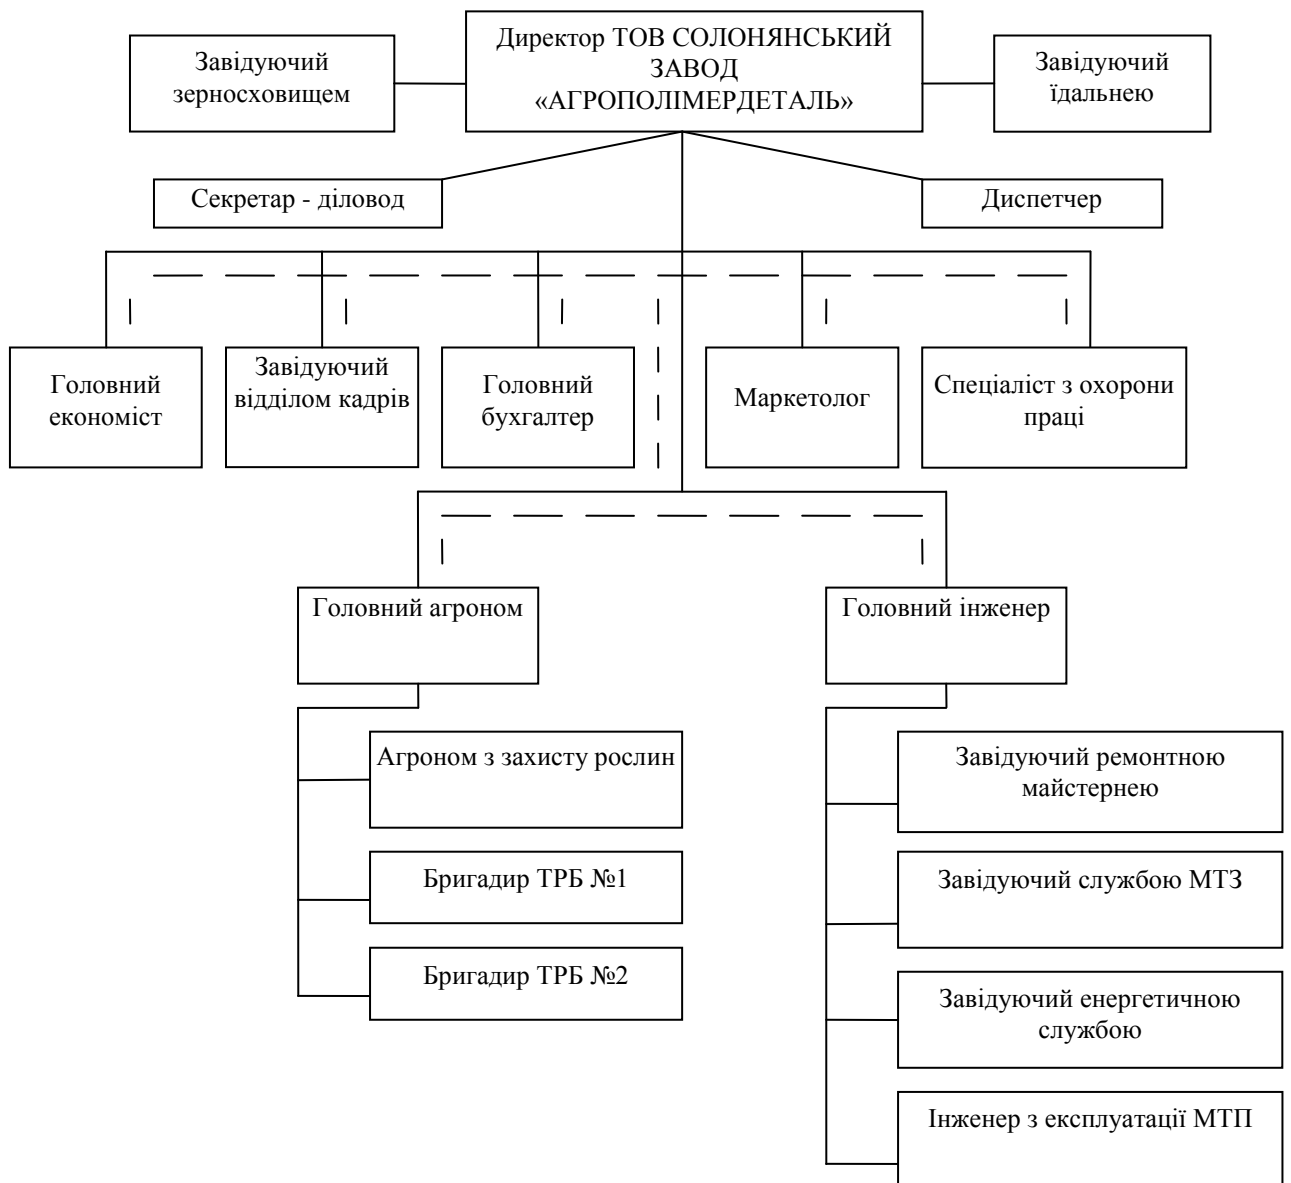 Директор ТОВ СОЛОНЯНСЬКИЙ
ЗАВОД
«АГРОПОЛІМЕРДЕТАЛЬ»
Завідуючий
зерносховищем
Завідуючий
їдальнею
Секретар - діловод
Диспетчер
Головний
економіст
Завідуючий
відділом кадрів
Головний
бухгалтер
Маркетолог
Спеціаліст з охорони
праці
Головний агроном
Головний інженер
Агроном з захисту рослин
Бригадир ТРБ №1
Бригадир ТРБ №2
Завідуючий ремонтною
майстернею
Завідуючий службою МТЗ
Завідуючий енергетичною
службою
Інженер з експлуатації МТП